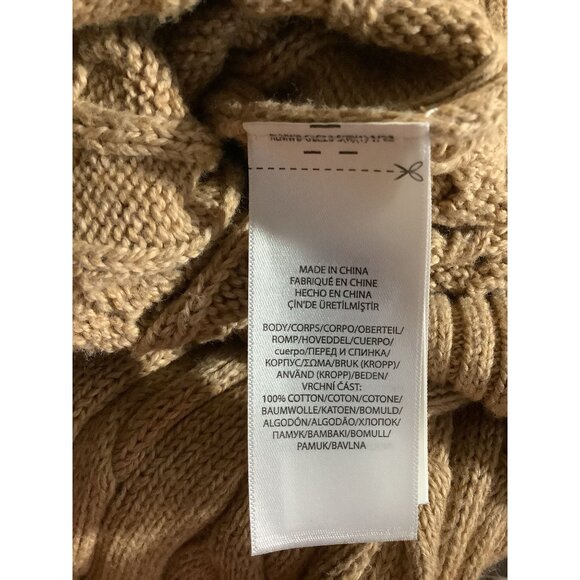 MADE IN CHINA
FABRIQUÉ EN CHINE
HECHO EN CHINA
ÇİN'DE ÜRETİLMİŞTİR
BODY/CORPS/CORPO/OBERTEIL/
ROMP/HOVEDDEL/CUERPO/
cuerpo/ПЕРЕД И СПИНКА/
КОРПУС/ΣΩΜΑ/BRUK (KROPP)/
ANVÄND (KROPP)/BEDEN/
VRCHNÍ ČÁST:
100% COTTON/COTON/COTONE/
BAUMWOLLE/KATOEN/BOMULD/
ALGODÓN/ALGODÃO/ХЛОПОК/
ПАМУК/BAMBAKI/BOMULL/
PAMUK/BAVLNA